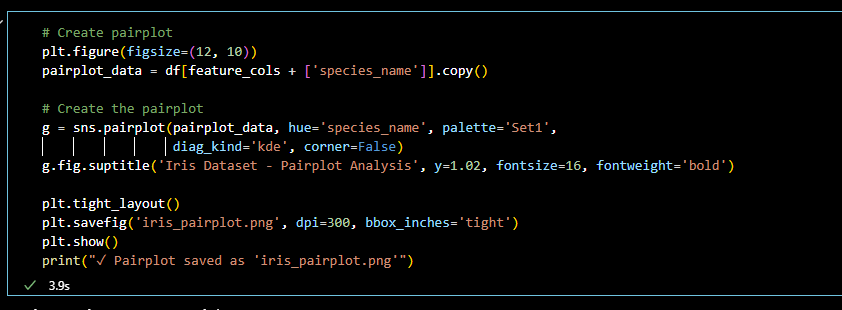 # Create pairplot
plt.figure(figsize=(12, 10))
pairplot_data = df[feature_cols + ['species_name']].copy()
# Create the pairplot
g = sns.pairplot(pairplot_data, hue='species_name', palette='Set1',
diag_kind='kde', corner=False)
g.fig.suptitle('Iris Dataset - Pairplot Analysis', y=1.02, fontsize=16, fontweight='bold')
plt.tight_layout()
plt.savefig('iris_pairplot.png', dpi=300, bbox_inches='tight')
plt.show()
print("✓ Pairplot saved as 'iris_pairplot.png'")
✓ 3.9s